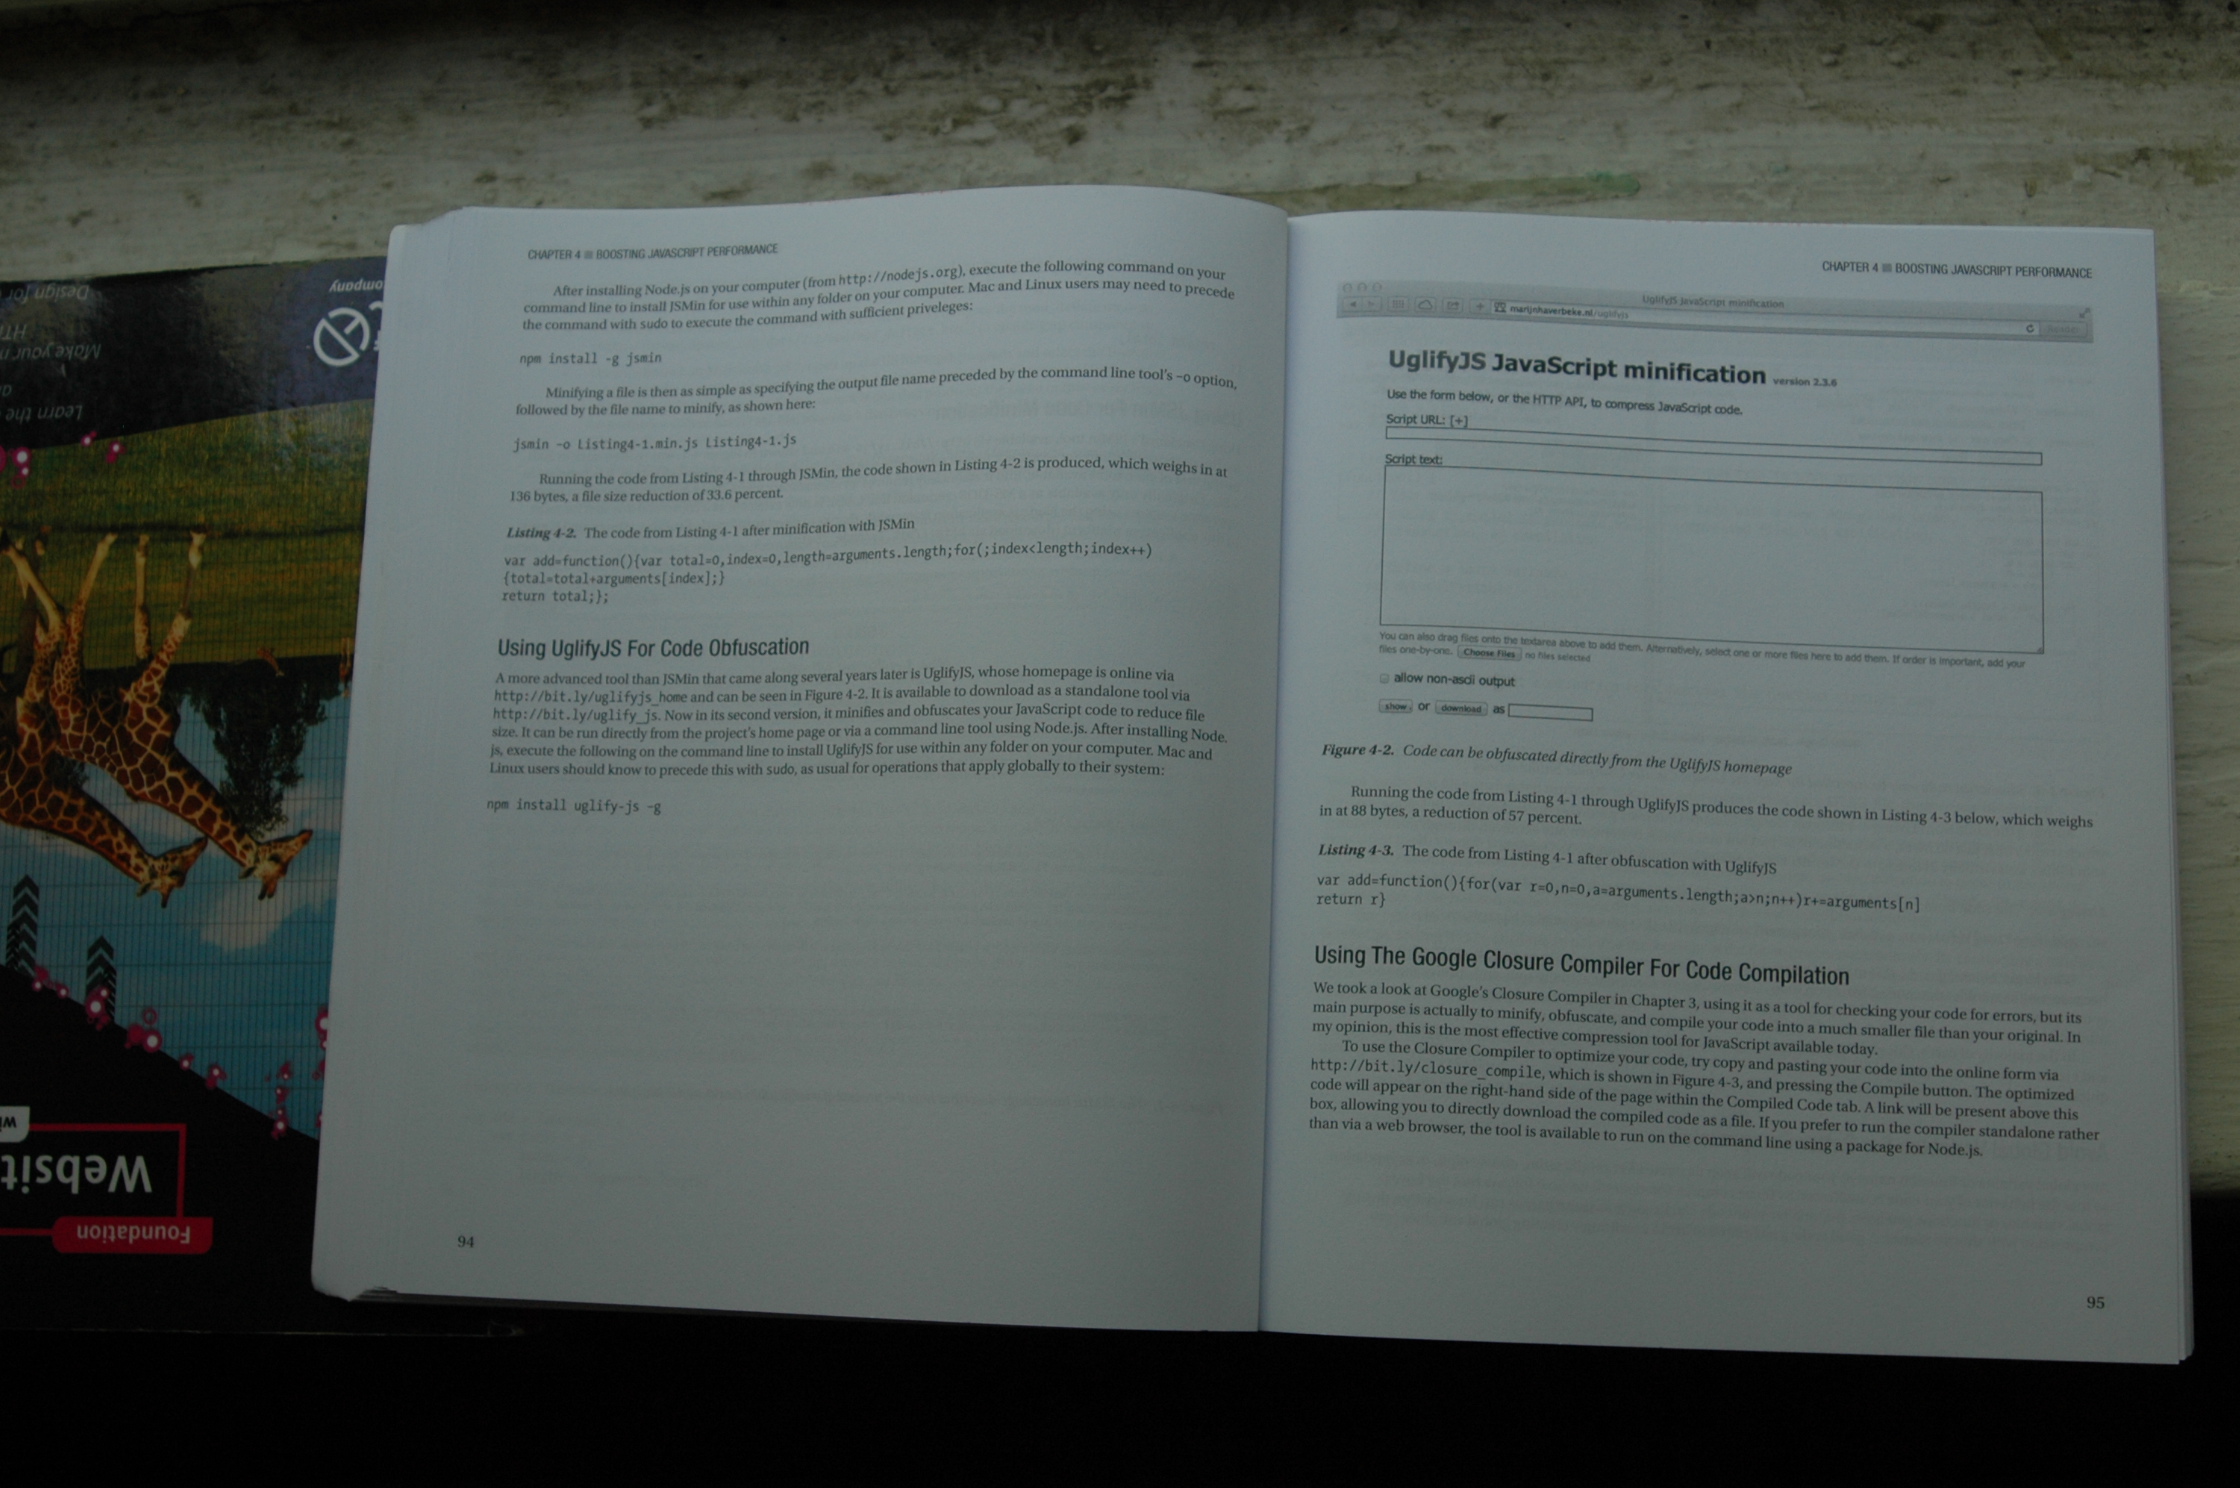 CHAPTER 4 ■ BOOSTING JAVASCRIPT PERFORMANCE
After installing Node.js on your computer (from http://nodejs.org), execute the following command on your
command line to install JSMin for use within any folder on your computer. Mac and Linux users may need to precede
the command with sudo to execute the command with sufficient priveleges:
npm install -g jsmin
Minifying a file is then as simple as specifying the output file name preceded by the command line tool's –o option,
followed by the file name to minify, as shown here:
jsmin -o Listing4-1.min.js Listing4-1.js
Running the code from Listing 4-1 through JSMin, the code shown in Listing 4-2 is produced, which weighs in at
136 bytes, a file size reduction of 33.6 percent.
Listing 4-2. The code from Listing 4-1 after minification with JSMin
var add=function(){var total=0,index=0,length=arguments.length;for(;index<length;index++)
{total=total+arguments[index];}
return total;};
Using UglifyJS For Code Obfuscation
A more advanced tool than JSMin that came along several years later is UglifyJS, whose homepage is online via
http://bit.ly/uglifyjs_home and can be seen in Figure 4-2. It is available to download as a standalone tool via
http://bit.ly/uglify_js. Now in its second version, it minifies and obfuscates your JavaScript code to reduce file
size. It can be run directly from the project's home page or via a command line tool using Node.js. After installing Node.
js, execute the following on the command line to install UglifyJS for use within any folder on your computer. Mac and
Linux users should know to precede this with sudo, as usual for operations that apply globally to their system:
npm install uglify-js -g
94
CHAPTER 4 ■ BOOSTING JAVASCRIPT PERFORMANCE
UglifyJS JavaScript minification
marijnhaverbeke.nl/uglifyjs
UglifyJS JavaScript minification version 2.3.6
Use the form below, or the HTTP API, to compress JavaScript code.
Script URL: [+]
Script text:
You can also drag files onto the textarea above to add them. Alternatively, select one or more files here to add them. If order is important, add your
files one-by-one. Choose Files no files selected
allow non-ascii output
show or download as
Figure 4-2. Code can be obfuscated directly from the UglifyJS homepage
Running the code from Listing 4-1 through UglifyJS produces the code shown in Listing 4-3 below, which weighs
in at 88 bytes, a reduction of 57 percent.
Listing 4-3. The code from Listing 4-1 after obfuscation with UglifyJS
var add=function(){for(var r=0,n=0,a=arguments.length;a>n;n++)r+=arguments[n]
return r}
Using The Google Closure Compiler For Code Compilation
We took a look at Google's Closure Compiler in Chapter 3, using it as a tool for checking your code for errors, but its
main purpose is actually to minify, obfuscate, and compile your code into a much smaller file than your original. In
my opinion, this is the most effective compression tool for JavaScript available today.
To use the Closure Compiler to optimize your code, try copy and pasting your code into the online form via
http://bit.ly/closure_compile, which is shown in Figure 4-3, and pressing the Compile button. The optimized
code will appear on the right-hand side of the page within the Compiled Code tab. A link will be present above this
box, allowing you to directly download the compiled code as a file. If you prefer to run the compiler standalone rather
than via a web browser, the tool is available to run on the command line using a package for Node.js.
95
Foundation
Websit
wi
Learn the
Make your
HT
Design for
ompany